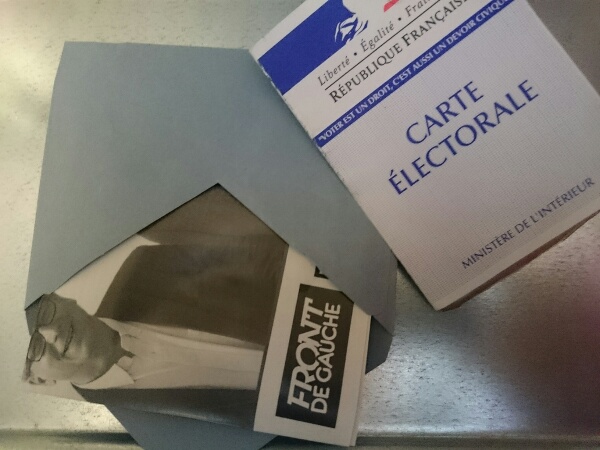 Liberté • Égalité •
RÉPUBLIQUE FRANÇAISE
"VOTER EST UN DROIT, C'EST AUSSI UN DEVOIR CIVIQUE"
CARTE
ÉLECTORALE
MINISTÈRE DE L'INTÉRIEUR
FRONT
DE GAUCHE